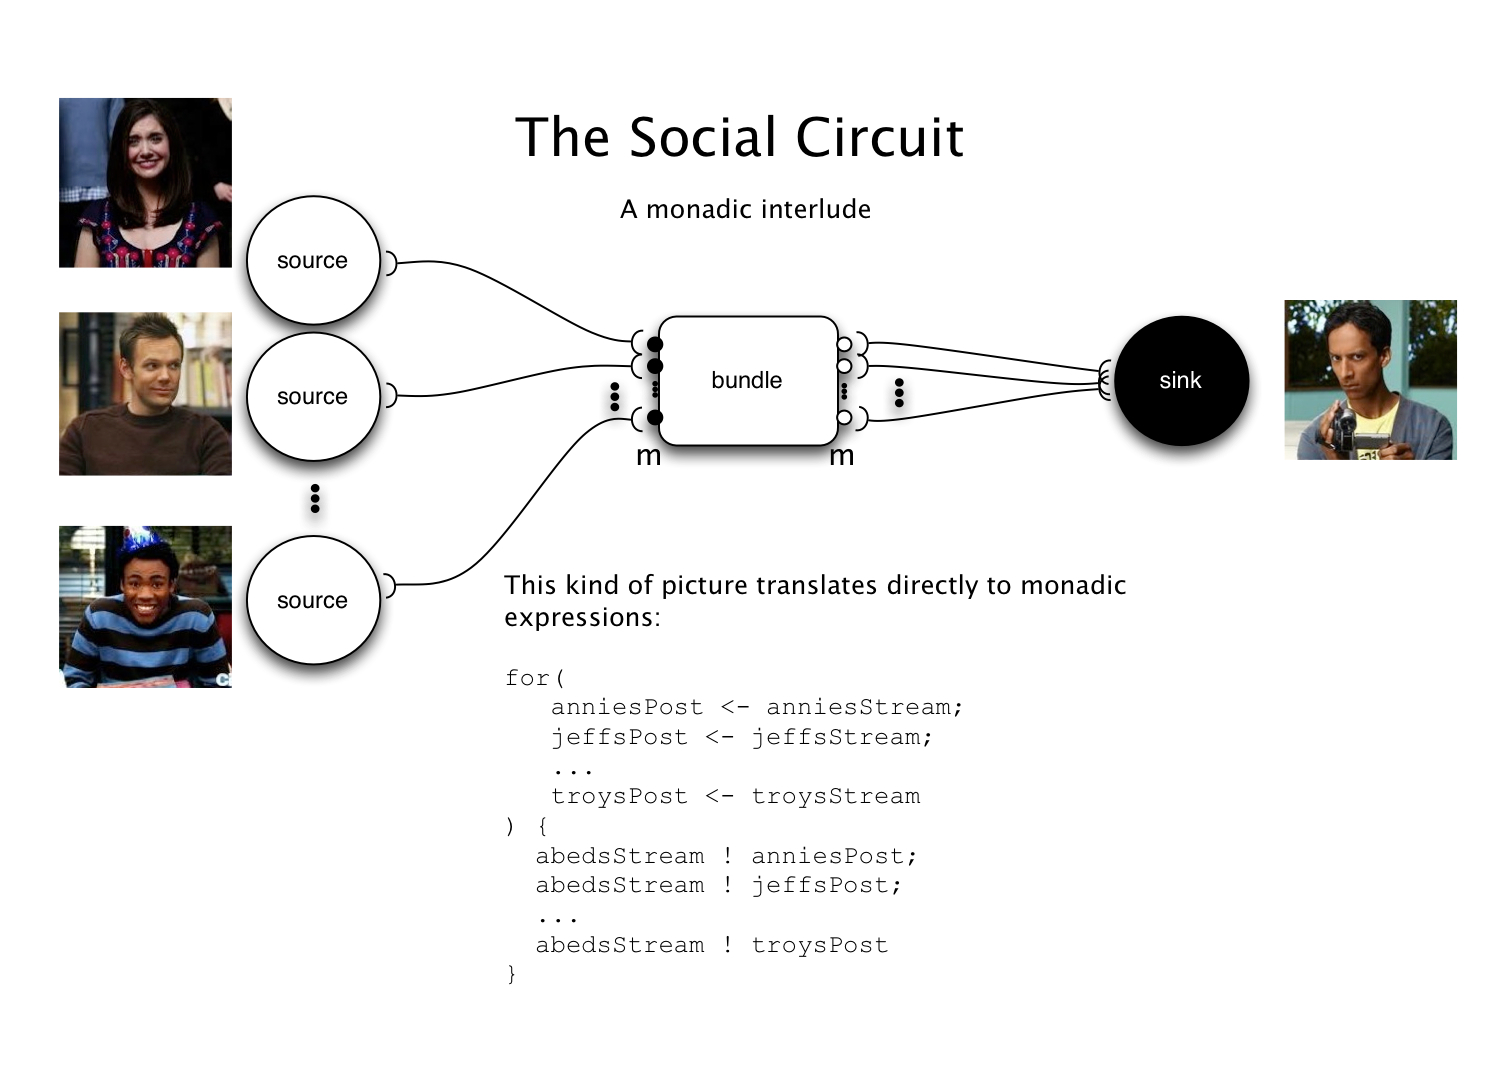 The Social Circuit
A monadic interlude
source
source
source
bundle
m
m
sink
This kind of picture translates directly to monadic
expressions:
for(
anniesPost <- anniesStream;
jeffsPost <- jeffsStream;
...
troysPost <- troysStream
) {
abedsStream ! anniesPost;
abedsStream ! jeffsPost;
...
abedsStream ! troysPost
}